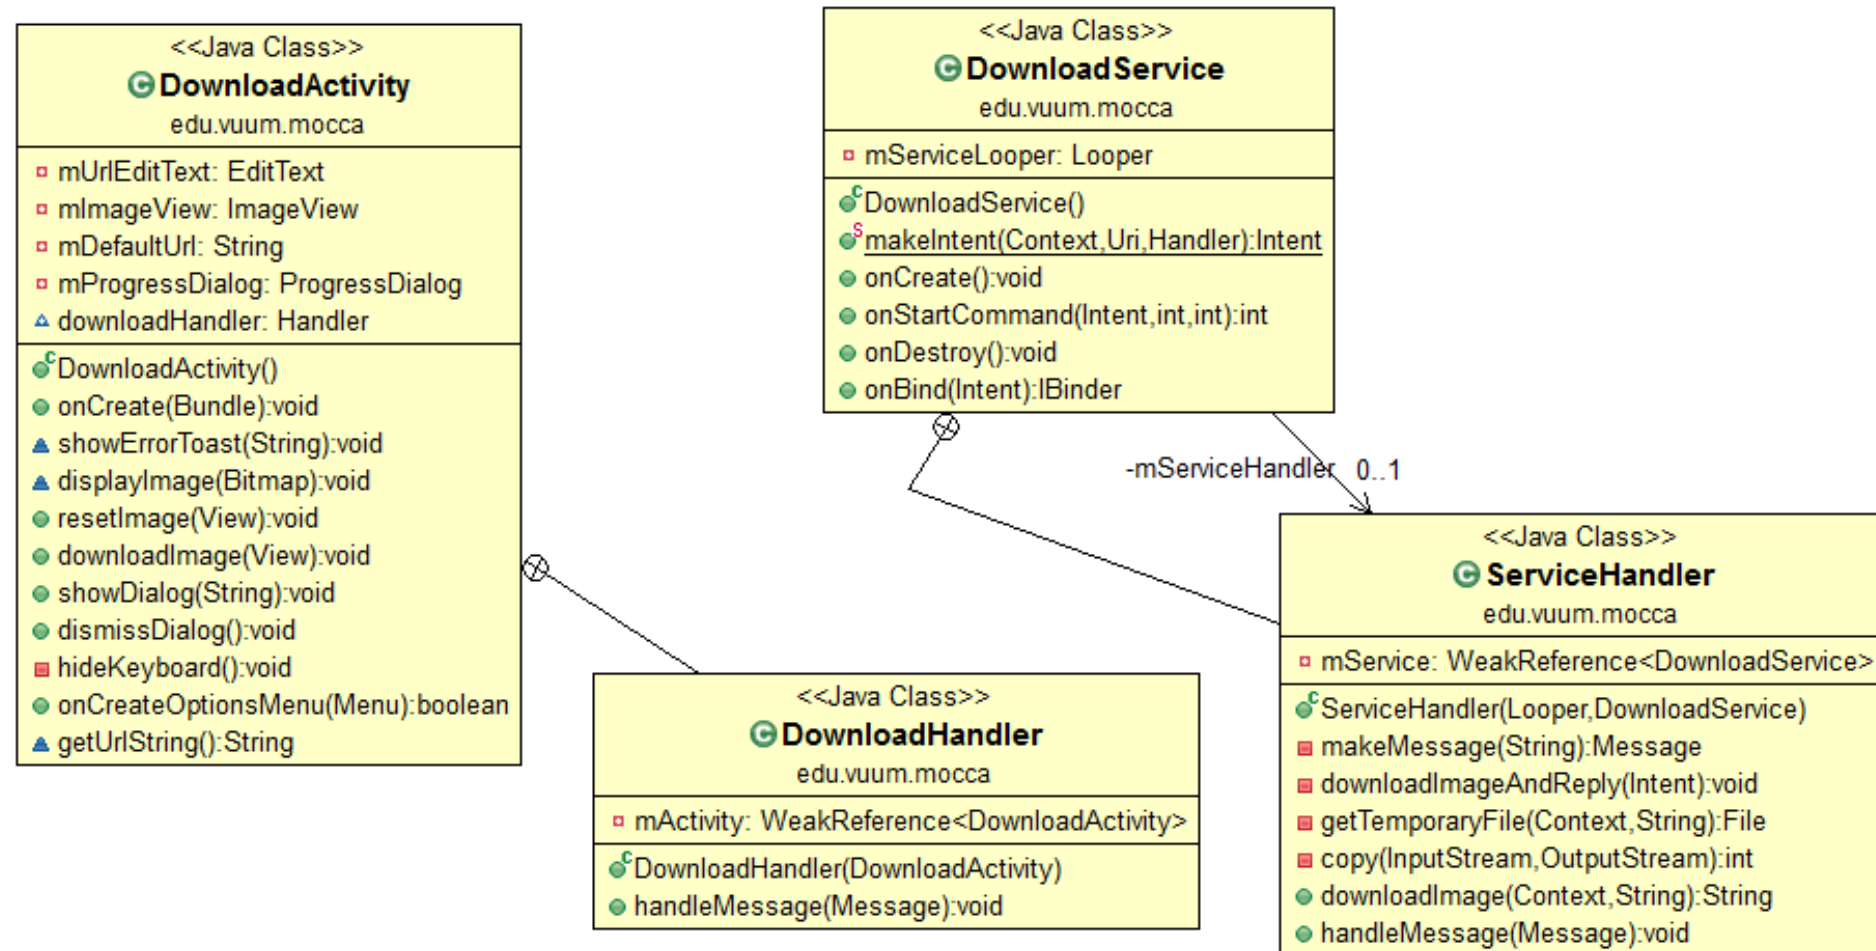 <<Java Class>>
DownloadActivity
edu.vuum.mocca
mUrlEditText: EditText
mImageView: ImageView
mDefaultUrl: String
mProgressDialog: ProgressDialog
downloadHandler: Handler
DownloadActivity()
onCreate(Bundle):void
showErrorToast(String):void
displayImage(Bitmap):void
resetImage(View):void
downloadImage(View):void
showDialog(String):void
dismissDialog():void
hideKeyboard():void
onCreateOptionsMenu(Menu):boolean
getUrlString():String
<<Java Class>>
DownloadService
edu.vuum.mocca
mServiceLooper: Looper
DownloadService()
makeIntent(Context,Uri,Handler):Intent
onCreate():void
onStartCommand(Intent,int,int):int
onDestroy():void
onBind(Intent):IBinder
-mServiceHandler 0..1
<<Java Class>>
DownloadHandler
edu.vuum.mocca
mActivity: WeakReference<DownloadActivity>
DownloadHandler(DownloadActivity)
handleMessage(Message):void
<<Java Class>>
ServiceHandler
edu.vuum.mocca
mService: WeakReference<DownloadService>
ServiceHandler(Looper,DownloadService)
makeMessage(String):Message
downloadImageAndReply(Intent):void
getTemporaryFile(Context,String):File
copy(InputStream,OutputStream):int
downloadImage(Context,String):String
handleMessage(Message):void